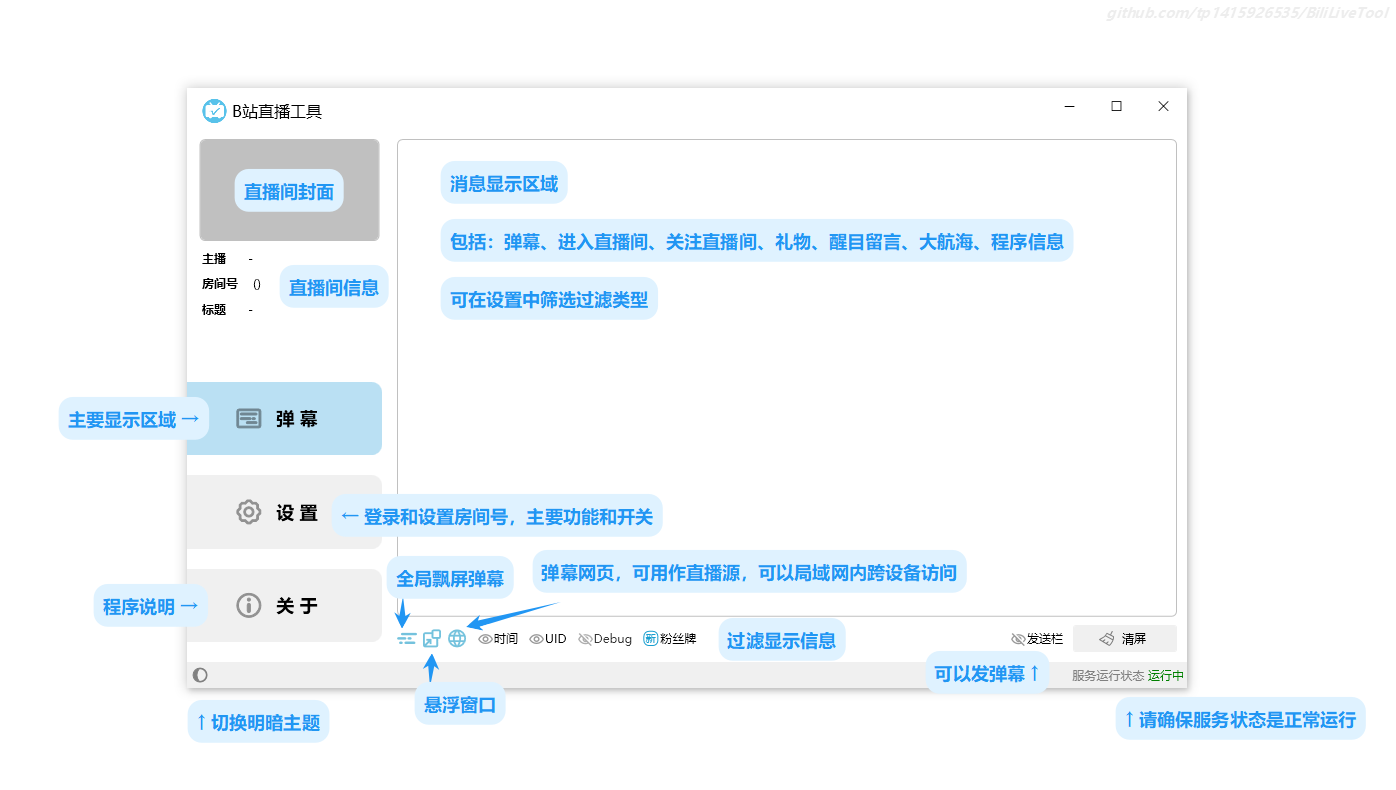 github.com/tp1415926535/BiliLiveTool
B站直播工具
直播间封面
消息显示区域
包括：弹幕、进入直播间、关注直播间、礼物、醒目留言、大航海、程序信息
可在设置中筛选过滤类型
主播 -
房间号 ()
直播间信息
标题 -
主要显示区域→
弹 幕
设 置
←登录和设置房间号，主要功能和开关
全局飘屏弹幕
弹幕网页，可用作直播源，可以局域网内跨设备访问
程序说明→
关 于
时间 UID Debug 新 粉丝牌
过滤显示信息
发送栏 清屏
可以发弹幕↑
服务运行状态 运行中
悬浮窗口
↑切换明暗主题
↑请确保服务状态是正常运行